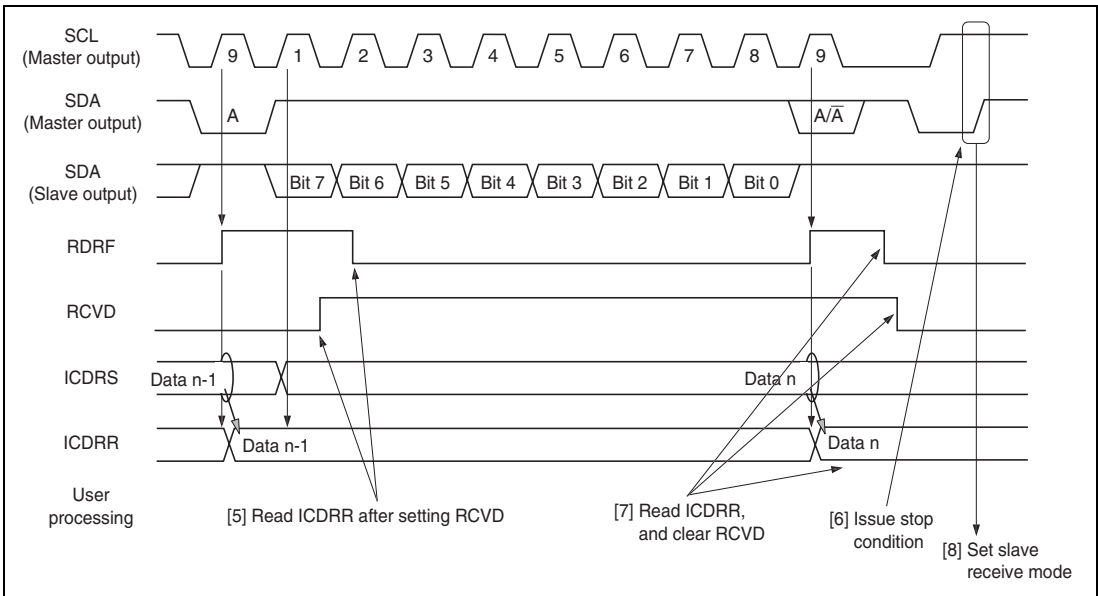 SCL
(Master output)
9 1 2 3 4 5 6 7 8 9
SDA
(Master output)
A A/A̅
SDA
(Slave output)
Bit 7 Bit 6 Bit 5 Bit 4 Bit 3 Bit 2 Bit 1 Bit 0
RDRF
RCVD
ICDRS
Data n-1 Data n
ICDRR
Data n-1 Data n
User
processing
[5] Read ICDRR after setting RCVD
[7] Read ICDRR,
and clear RCVD
[6] Issue stop
condition
[8] Set slave
receive mode